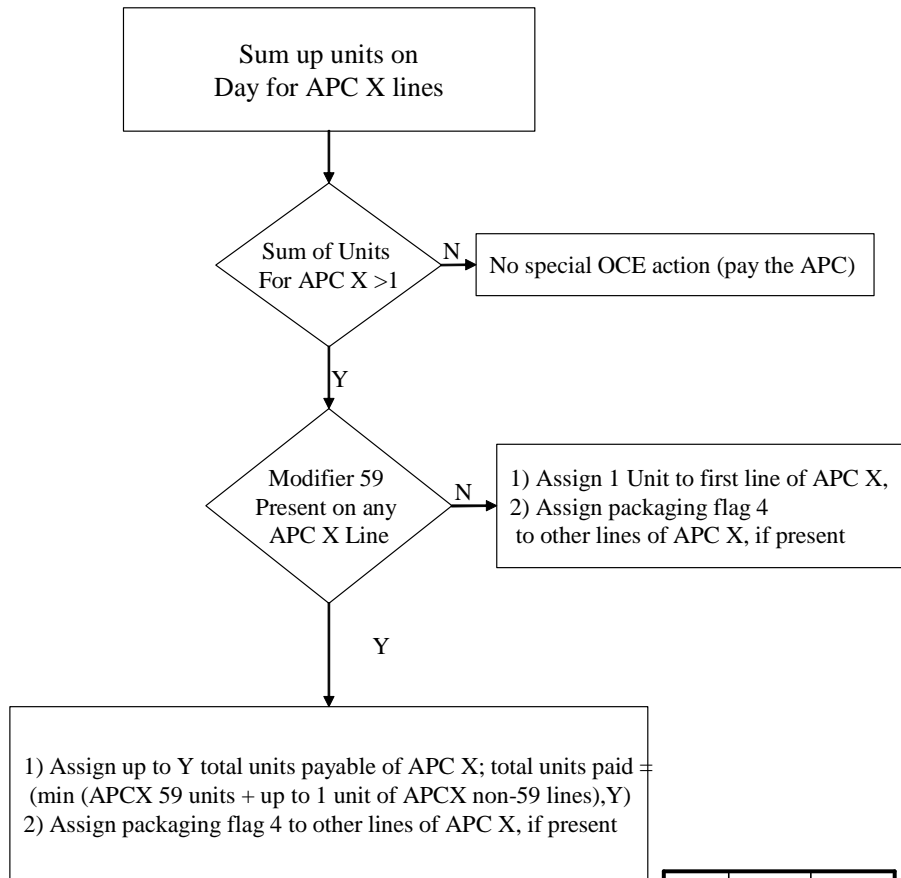 Sum up units on
Day for APC X lines
Sum of Units
For APC X >1
N
No special OCE action (pay the APC)
Y
Modifier 59
Present on any
APC X Line
N
1) Assign 1 Unit to first line of APC X,
2) Assign packaging flag 4
to other lines of APC X, if present
Y
1) Assign up to Y total units payable of APC X; total units paid =
(min (APCX 59 units + up to 1 unit of APCX non-59 lines),Y)
2) Assign packaging flag 4 to other lines of APC X, if present